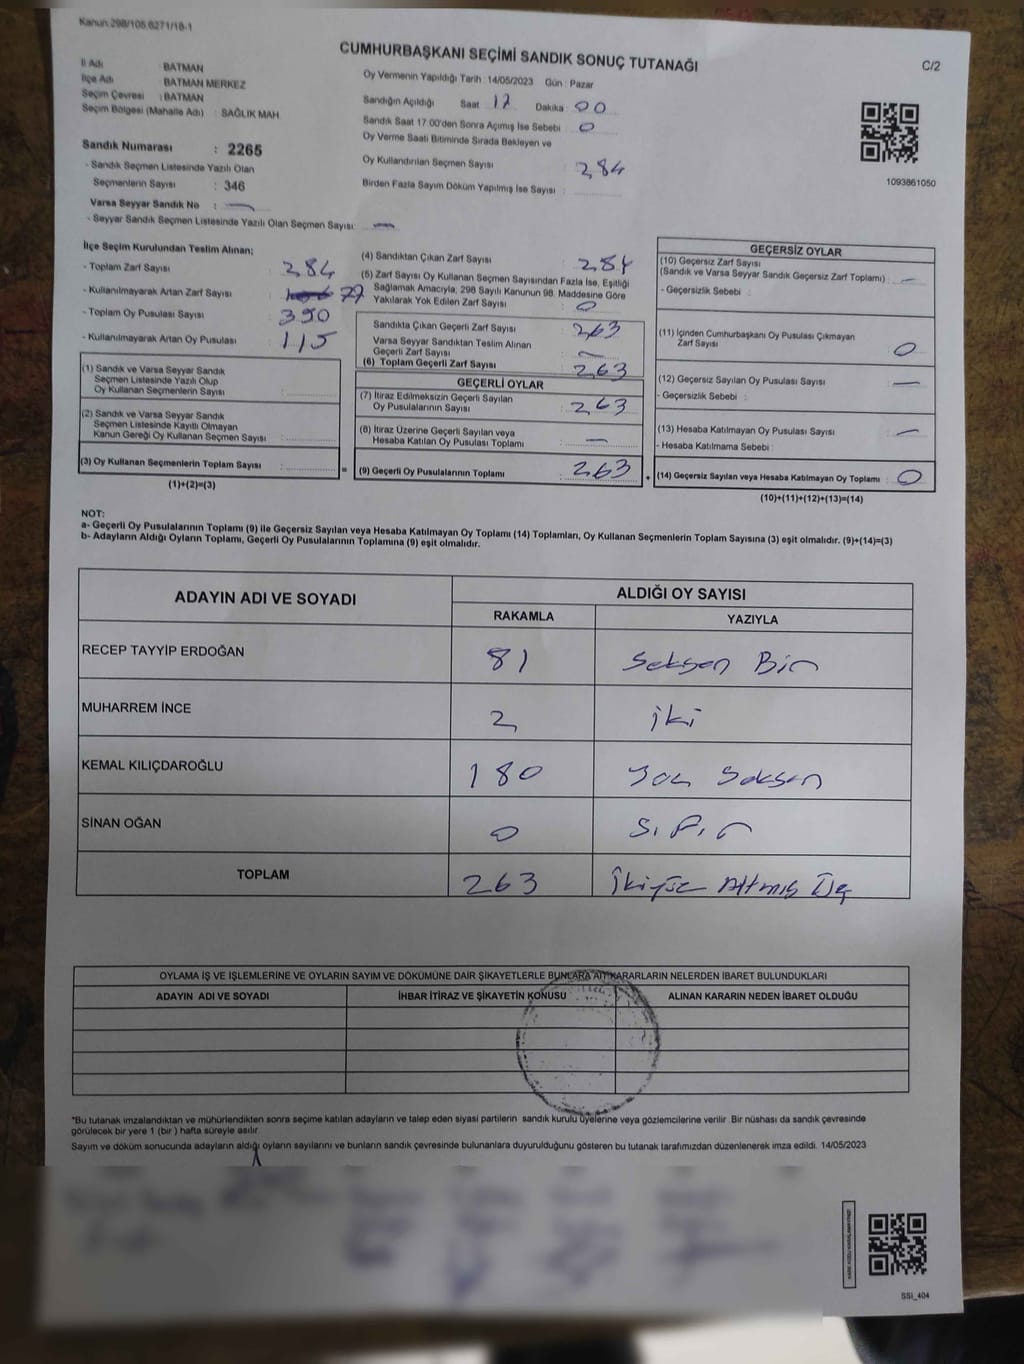 Kanun:298/105,6271/18-1
CUMHURBAŞKANI SEÇİMİ SANDIK SONUÇ TUTANAĞI
C/2
İl Adı : BATMAN
İlçe Adı : BATMAN MERKEZ
Seçim Çevresi : BATMAN
Seçim Bölgesi (Mahalle Adı) : SAĞLIK MAH
Oy Vermenin Yapıldığı Tarih : 14/05/2023 Gün : Pazar
Sandığın Açıldığı Saat 17 Dakika : 00
Sandık Saat 17:00'den Sonra Açımış İse Sebebi : 0
Oy Verme Saati Bitiminde Sırada Bekleyen ve
Oy Kullandırılan Seçmen Sayısı : 284
Birden Fazla Sayım Döküm Yapılmış İse Sayısı :
1093861050
Sandık Numarası : 2265
- Sandık Seçmen Listesinde Yazılı Olan
Seçmenlerin Sayısı : 346
Varsa Seyyar Sandık No : —
- Seyyar Sandık Seçmen Listesinde Yazılı Olan Seçmen Sayısı: —
İlçe Seçim Kurulundan Teslim Alınan;
- Toplam Zarf Sayısı : 284
- Kullanılmayarak Artan Zarf Sayısı : 77
- Toplam Oy Pusulası Sayısı : 390
- Kullanılmayarak Artan Oy Pusulası : 115
(1) Sandık ve Varsa Seyyar Sandık
Seçmen Listesinde Yazılı Olup
Oy Kullanan Seçmenlerin Sayısı :
(2) Sandık ve Varsa Seyyar Sandık
Seçmen Listesinde Kayıtlı Olmayan
Kanun Gereği Oy Kullanan Seçmen Sayısı :
(3) Oy Kullanan Seçmenlerin Toplam Sayısı :
(1)+(2)=(3)
(4) Sandıktan Çıkan Zarf Sayısı : 284
(5) Zarf Sayısı Oy Kullanan Seçmen Sayısından Fazla İse, Eşitliği
Sağlamak Amacıyla, 298 Sayılı Kanunun 98. Maddesine Göre
Yakılarak Yok Edilen Zarf Sayısı : 0
Sandıkta Çıkan Geçerli Zarf Sayısı : 263
Varsa Seyyar Sandıktan Teslim Alınan
Geçerli Zarf Sayısı : —
(6) Toplam Geçerli Zarf Sayısı : 263
GEÇERLİ OYLAR
(7) İtiraz Edilmeksizin Geçerli Sayılan
Oy Pusulalarının Sayısı : 263
(8) İtiraz Üzerine Geçerli Sayılan veya
Hesaba Katılan Oy Pusulası Toplamı : —
= (9) Geçerli Oy Pusulalarının Toplamı : 263 +
GEÇERSİZ OYLAR
(10) Geçersiz Zarf Sayısı
(Sandık ve Varsa Seyyar Sandık Geçersiz Zarf Toplamı) : —
- Geçersizlik Sebebi :
(11) İçinden Cumhurbaşkanı Oy Pusulası Çıkmayan
Zarf Sayısı : 0
(12) Geçersiz Sayılan Oy Pusulası Sayısı : —
- Geçersizlik Sebebi :
(13) Hesaba Katılmayan Oy Pusulası Sayısı : —
- Hesaba Katılmama Sebebi :
(14) Geçersiz Sayılan veya Hesaba Katılmayan Oy Toplamı : 0
(10)+(11)+(12)+(13)=(14)
NOT:
a- Geçerli Oy Pusulalarının Toplamı (9) ile Geçersiz Sayılan veya Hesaba Katılmayan Oy Toplamı (14) Toplamları, Oy Kullanan Seçmenlerin Toplam Sayısına (3) eşit olmalıdır. (9)+(14)=(3)
b- Adayların Aldığı Oyların Toplamı, Geçerli Oy Pusulalarının Toplamına (9) eşit olmalıdır.
ADAYIN ADI VE SOYADI
ALDIĞI OY SAYISI
RAKAMLA YAZIYLA
RECEP TAYYİP ERDOĞAN 81 Seksen Bir
MUHARREM İNCE 2 iki
KEMAL KILIÇDAROĞLU 180 Yüz Seksen
SİNAN OĞAN 0 Sıfır
TOPLAM 263 İkiyüz Altmış Üç
OYLAMA İŞ VE İŞLEMLERİNE VE OYLARIN SAYIM VE DÖKÜMÜNE DAİR ŞİKAYETLERLE BUNLARA AİT KARARLARIN NELERDEN İBARET BULUNDUKLARI
ADAYIN ADI VE SOYADI İHBAR İTİRAZ VE ŞİKAYETİN KONUSU ALINAN KARARIN NEDEN İBARET OLDUĞU
*Bu tutanak imzalandıktan ve mühürlendikten sonra seçime katılan adayların ve talep eden siyasi partilerin sandık kurulu üyelerine veya gözlemcilerine verilir. Bir nüshası da sandık çevresinde
görülecek bir yere 1 (bir ) hafta süreyle asılır.
Sayım ve döküm sonucunda adayların aldığı oyların sayılarını ve bunların sandık çevresinde bulunanlara duyurulduğunu gösteren bu tutanak tarafımızdan düzenlenerek imza edildi. 14/05/2023
SSI_404